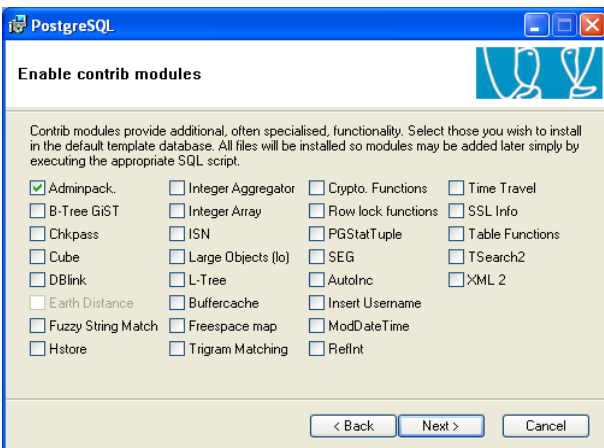 PostgreSQL
Enable contrib modules
Contrib modules provide additional, often specialised, functionality. Select those you wish to install
in the default template database. All files will be installed so modules may be added later simply by
executing the appropriate SQL script.
Adminpack. Integer Aggregator Crypto. Functions Time Travel
B-Tree GiST Integer Array Row lock functions SSL Info
Chkpass ISN PGStatTuple Table Functions
Cube Large Objects (lo) SEG TSearch2
DBlink L-Tree AutoInc XML 2
Earth Distance Buffercache Insert Username
Fuzzy String Match Freespace map ModDateTime
Hstore Trigram Matching RefInt
< Back Next > Cancel